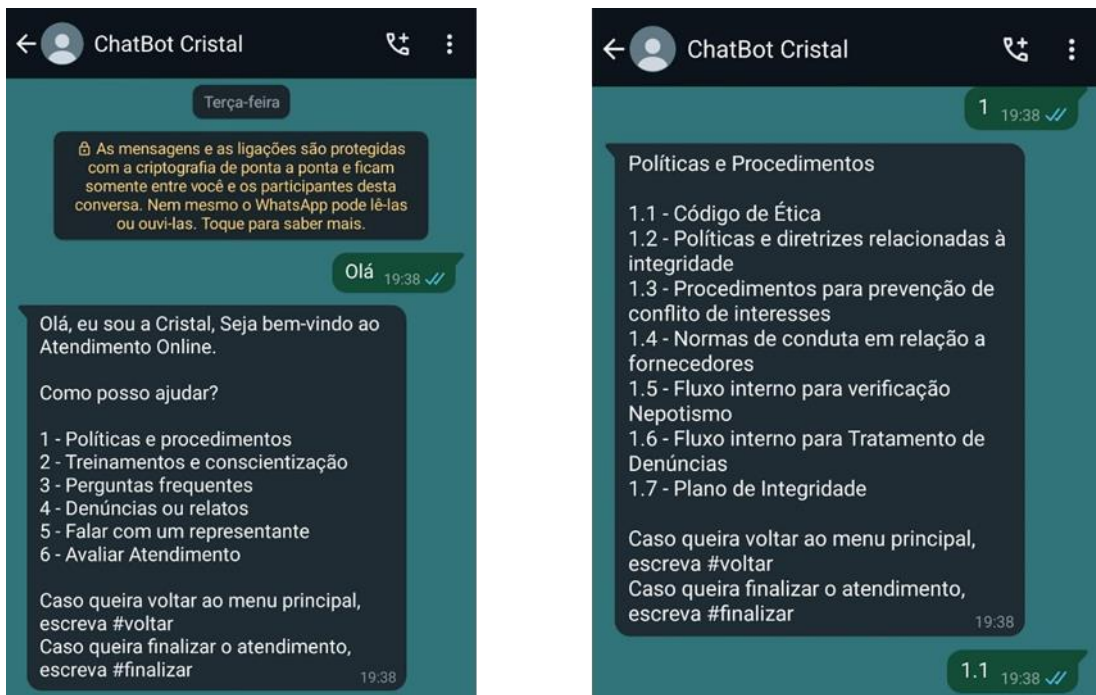 ChatBot Cristal
Terça-feira
As mensagens e as ligações são protegidas
com a criptografia de ponta a ponta e ficam
somente entre você e os participantes desta
conversa. Nem mesmo o WhatsApp pode lê-las
ou ouvi-las. Toque para saber mais.
Olá 19:38
Olá, eu sou a Cristal, Seja bem-vindo ao
Atendimento Online.
Como posso ajudar?
1 - Políticas e procedimentos
2 - Treinamentos e conscientização
3 - Perguntas frequentes
4 - Denúncias ou relatos
5 - Falar com um representante
6 - Avaliar Atendimento
Caso queira voltar ao menu principal,
escreva #voltar
Caso queira finalizar o atendimento,
escreva #finalizar
19:38
ChatBot Cristal
1 19:38
Políticas e Procedimentos
1.1 - Código de Ética
1.2 - Políticas e diretrizes relacionadas à
integridade
1.3 - Procedimentos para prevenção de
conflito de interesses
1.4 - Normas de conduta em relação a
fornecedores
1.5 - Fluxo interno para verificação
Nepotismo
1.6 - Fluxo interno para Tratamento de
Denúncias
1.7 - Plano de Integridade
Caso queira voltar ao menu principal,
escreva #voltar
Caso queira finalizar o atendimento,
escreva #finalizar
19:38
1.1 19:38